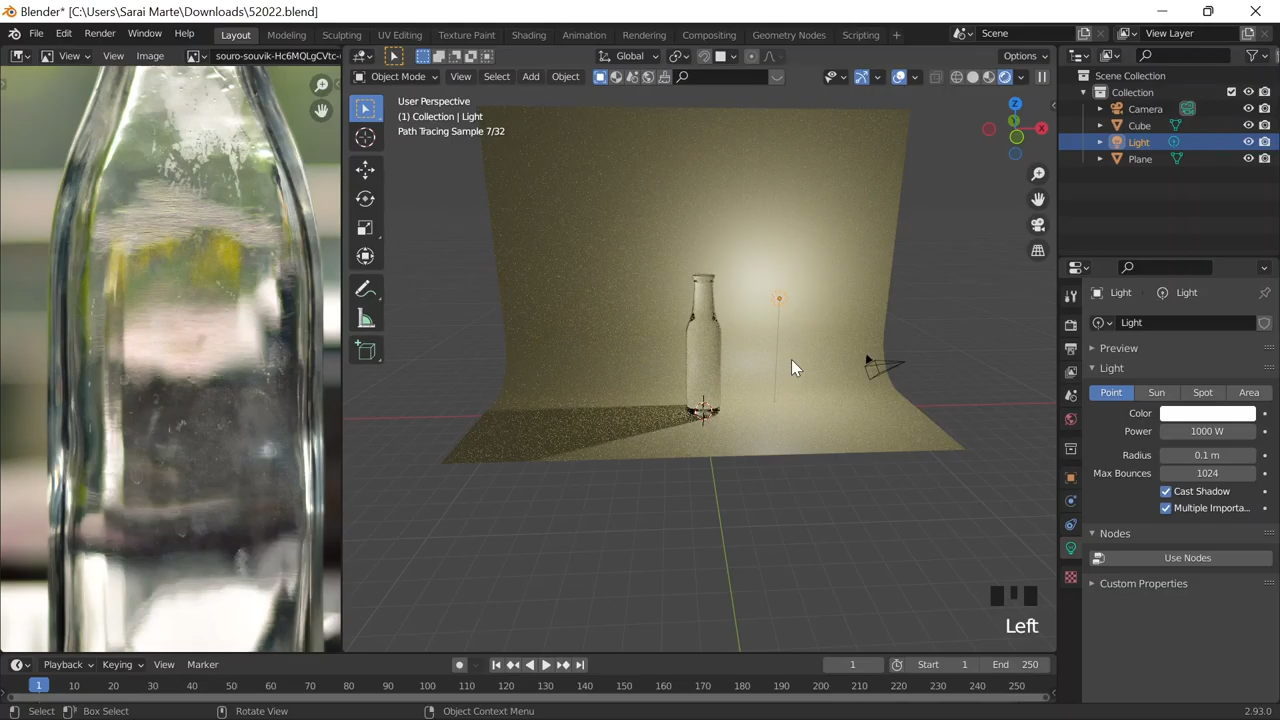 Blender* [C:\Users\Sarai Marte\Downloads\52022.blend]
File Edit Render Window Help Layout Modeling Sculpting UV Editing Texture Paint Shading Animation Rendering Compositing Geometry Nodes Scripting + Scene View Layer
View View Image souro-souvik-Hc6MQLgCVtc- Global Options
Object Mode View Select Add Object
User Perspective
(1) Collection | Light
Path Tracing Sample 7/32
Z
Y
X
Scene Collection
Collection
Camera
Cube
Light
Plane
Light Light
Light
Preview
Light
Point Sun Spot Area
Color
Power 1000 W
Radius 0.1 m
Max Bounces 1024
Cast Shadow
Multiple Importa...
Nodes
Use Nodes
Custom Properties
Left
Playback Keying View Marker 1 Start 1 End 250
1 10 20 30 40 50 60 70 80 90 100 110 120 130 140 150 160 170 180 190 200 210 220 230 240 250
Select Box Select Rotate View Object Context Menu 2.93.0